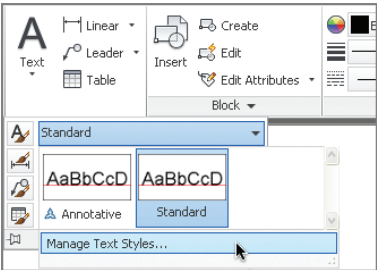 A
Text
Linear
Leader
Table
Insert
Create
Edit
Edit Attributes
Block
Standard
AaBbCcD
AaBbCcD
Annotative
Standard
Manage Text Styles...